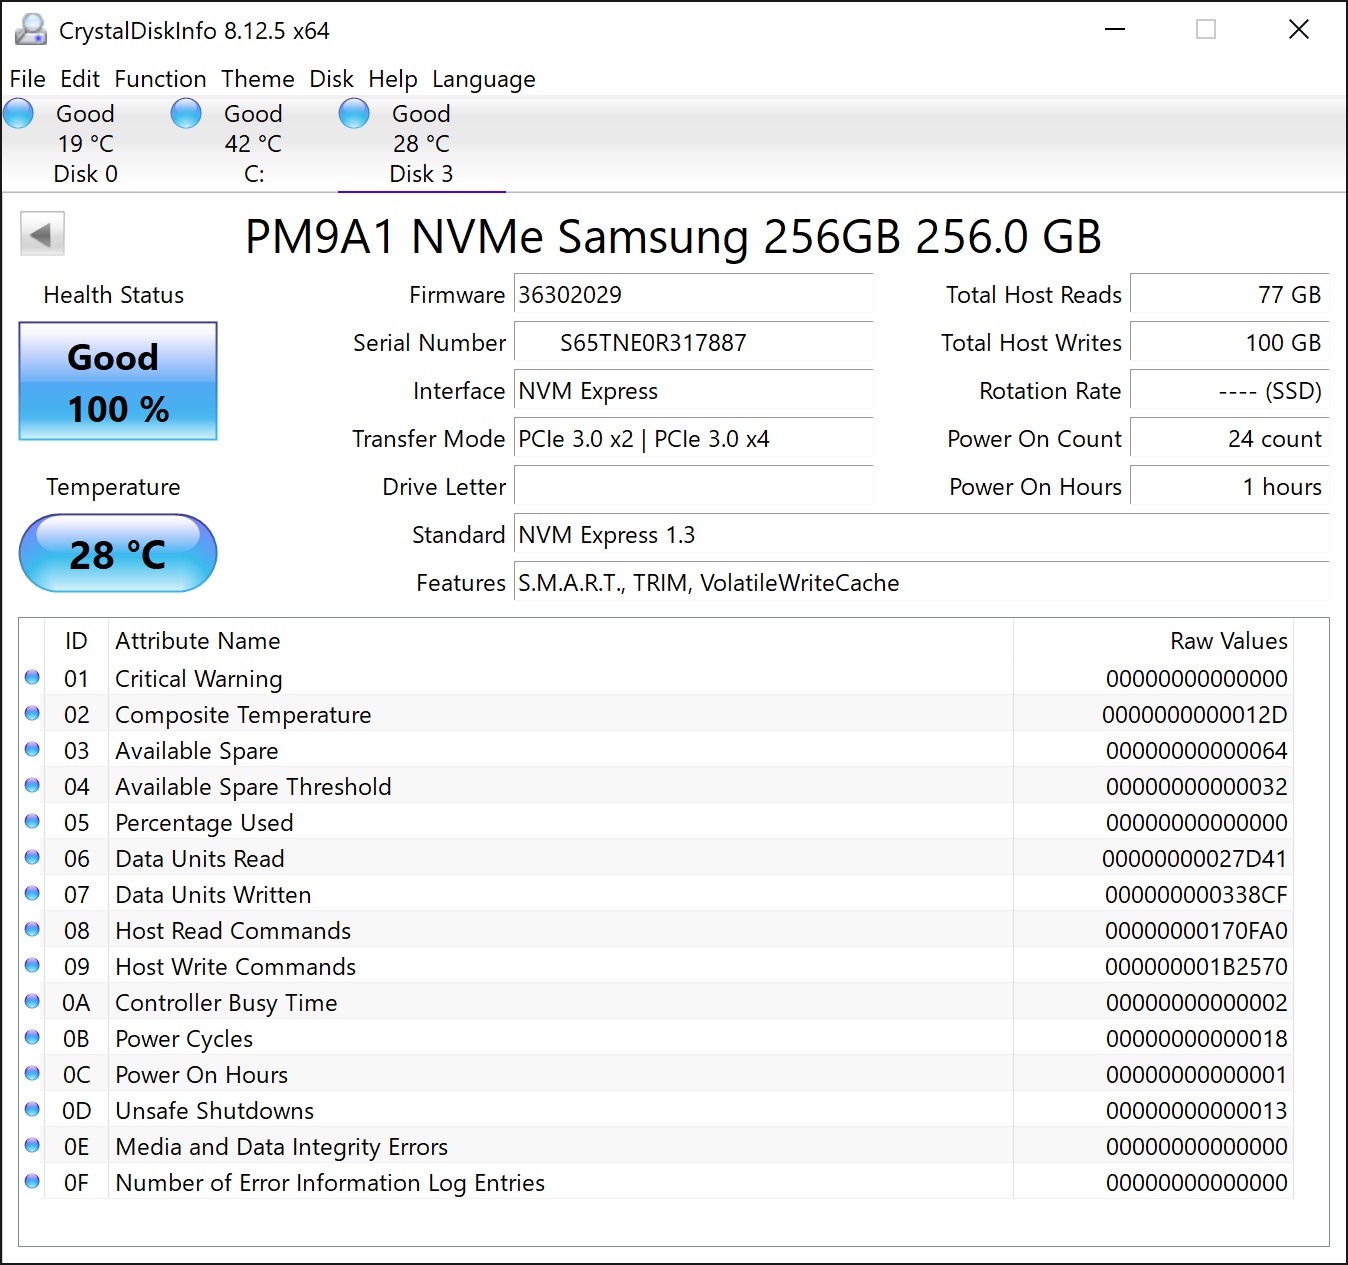 CrystalDiskInfo 8.12.5 x64
File Edit Function Theme Disk Help Language
Good Good Good
19 °C 42 °C 28 °C
Disk 0 C: Disk 3
PM9A1 NVMe Samsung 256GB 256.0 GB
Health Status
Good
100 %
Temperature
28 °C
Firmware 36302029
Serial Number S65TNE0R317887
Interface NVM Express
Transfer Mode PCIe 3.0 x2 | PCIe 3.0 x4
Drive Letter
Standard NVM Express 1.3
Features S.M.A.R.T., TRIM, VolatileWriteCache
Total Host Reads 77 GB
Total Host Writes 100 GB
Rotation Rate ---- (SSD)
Power On Count 24 count
Power On Hours 1 hours
ID Attribute Name Raw Values
01 Critical Warning 00000000000000
02 Composite Temperature 0000000000012D
03 Available Spare 00000000000064
04 Available Spare Threshold 00000000000032
05 Percentage Used 00000000000000
06 Data Units Read 00000000027D41
07 Data Units Written 000000000338CF
08 Host Read Commands 00000000170FA0
09 Host Write Commands 000000001B2570
0A Controller Busy Time 00000000000002
0B Power Cycles 00000000000018
0C Power On Hours 00000000000001
0D Unsafe Shutdowns 00000000000013
0E Media and Data Integrity Errors 00000000000000
0F Number of Error Information Log Entries 00000000000000